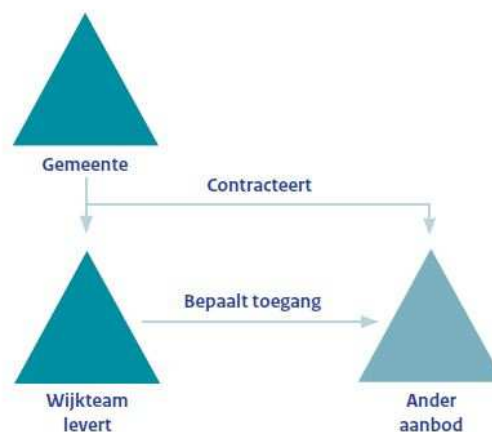 Gemeente
Contracteert
Bepaalt toegang
Wijkteam
levert
Ander
aanbod